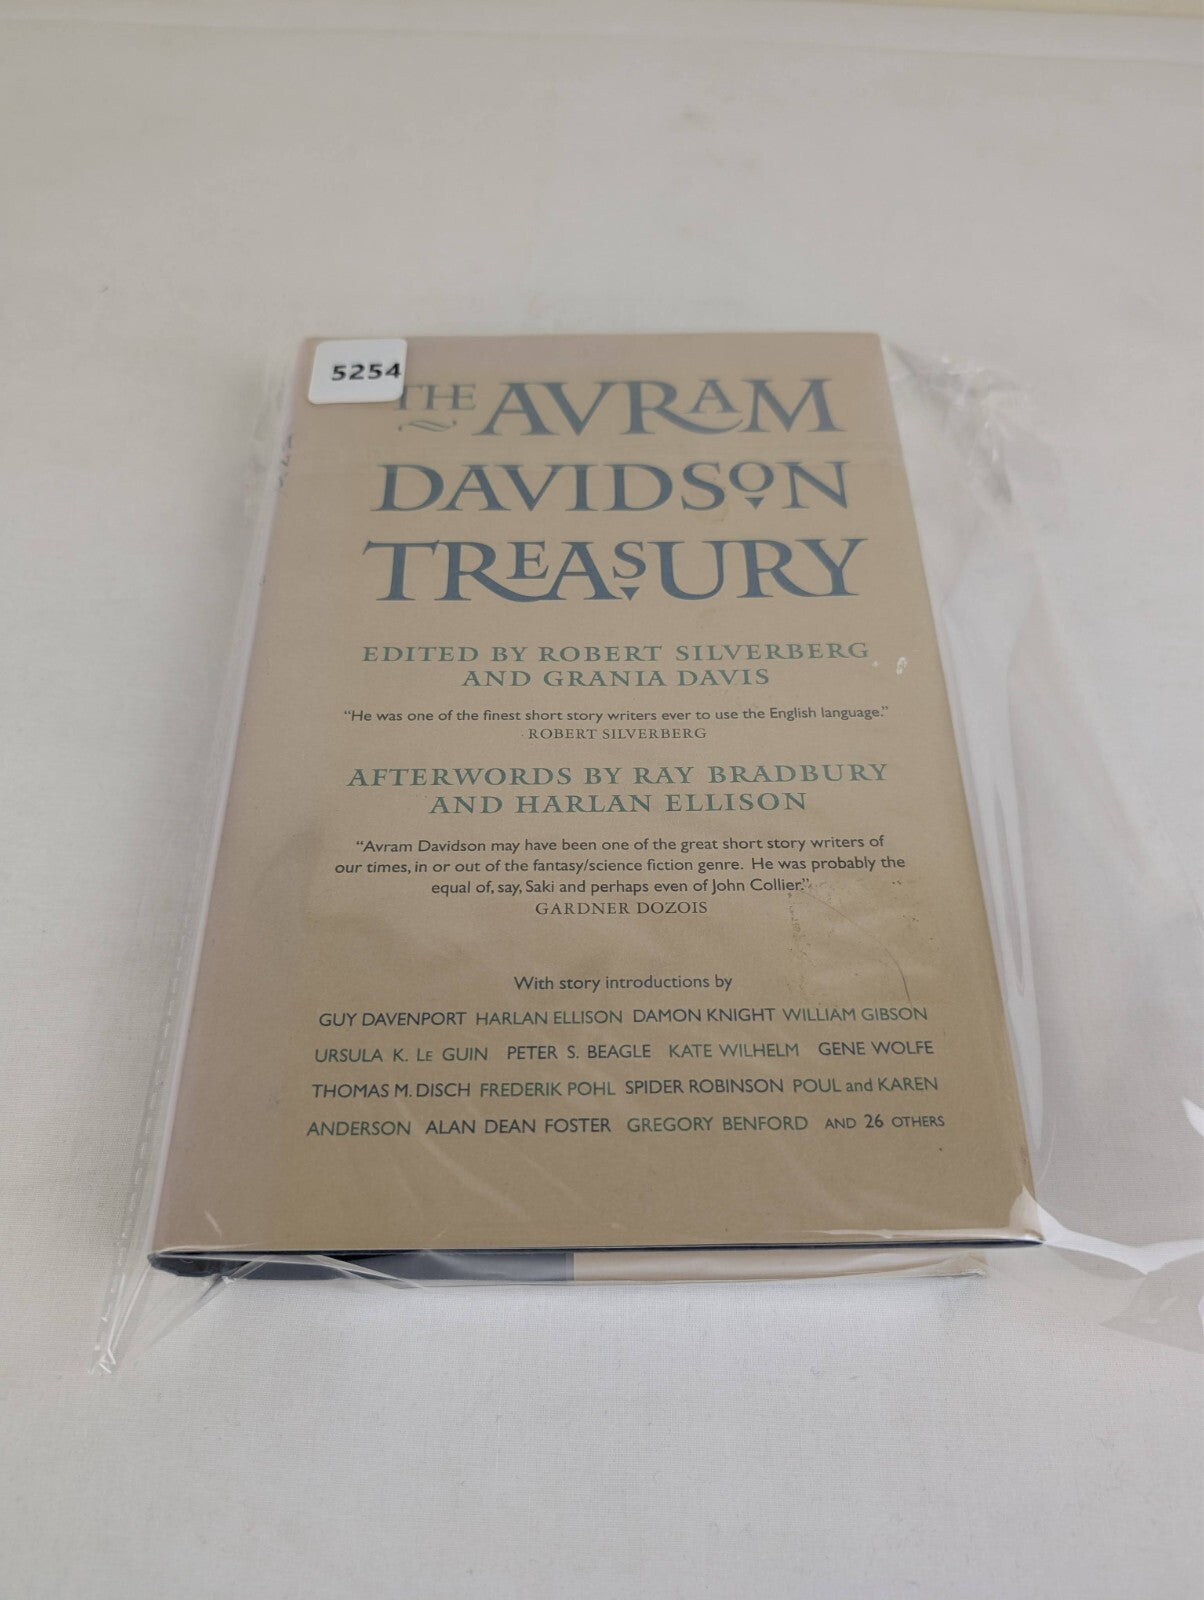 5254
THE AVRAM
DAVIDSON
TREASURY
EDITED BY ROBERT SILVERBERG
AND GRANIA DAVIS
“He was one of the finest short story writers ever to use the English language.”
ROBERT SILVERBERG
AFTERWORDS BY RAY BRADBURY
AND HARLAN ELLISON
“Avram Davidson may have been one of the great short story writers of
our times, in or out of the fantasy/science fiction genre. He was probably the
equal of, say, Saki and perhaps even of John Collier.”
GARDNER DOZOIS
With story introductions by
GUY DAVENPORT HARLAN ELLISON DAMON KNIGHT WILLIAM GIBSON
URSULA K. LE GUIN PETER S. BEAGLE KATE WILHELM GENE WOLFE
THOMAS M. DISCH FREDERIK POHL SPIDER ROBINSON POUL and KAREN
ANDERSON ALAN DEAN FOSTER GREGORY BENFORD AND 26 OTHERS